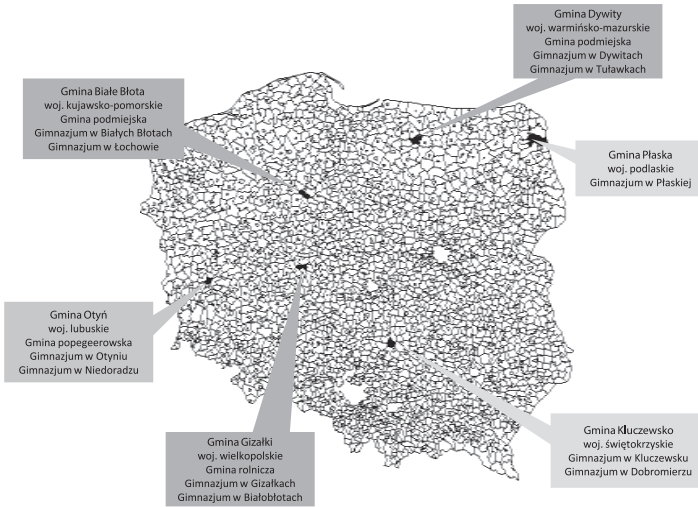 Gmina Dywity
woj. warmińsko-mazurskie
Gmina podmiejska
Gimnazjum w Dywitach
Gimnazjum w Tuławkach
Gmina Białe Błota
woj. kujawsko-pomorskie
Gmina podmiejska
Gimnazjum w Białych Błotach
Gimnazjum w Łochowie
Gmina Płaska
woj. podlaskie
Gimnazjum w Płaskiej
Gmina Otyń
woj. lubuskie
Gmina popegeerowska
Gimnazjum w Otyniu
Gimnazjum w Niedoradzu
Gmina Gizałki
woj. wielkopolskie
Gmina rolnicza
Gimnazjum w Gizałkach
Gimnazjum w Białobłotach
Gmina Kluczewsko
woj. świętokrzyskie
Gimnazjum w Kluczewsku
Gimnazjum w Dobromierzu